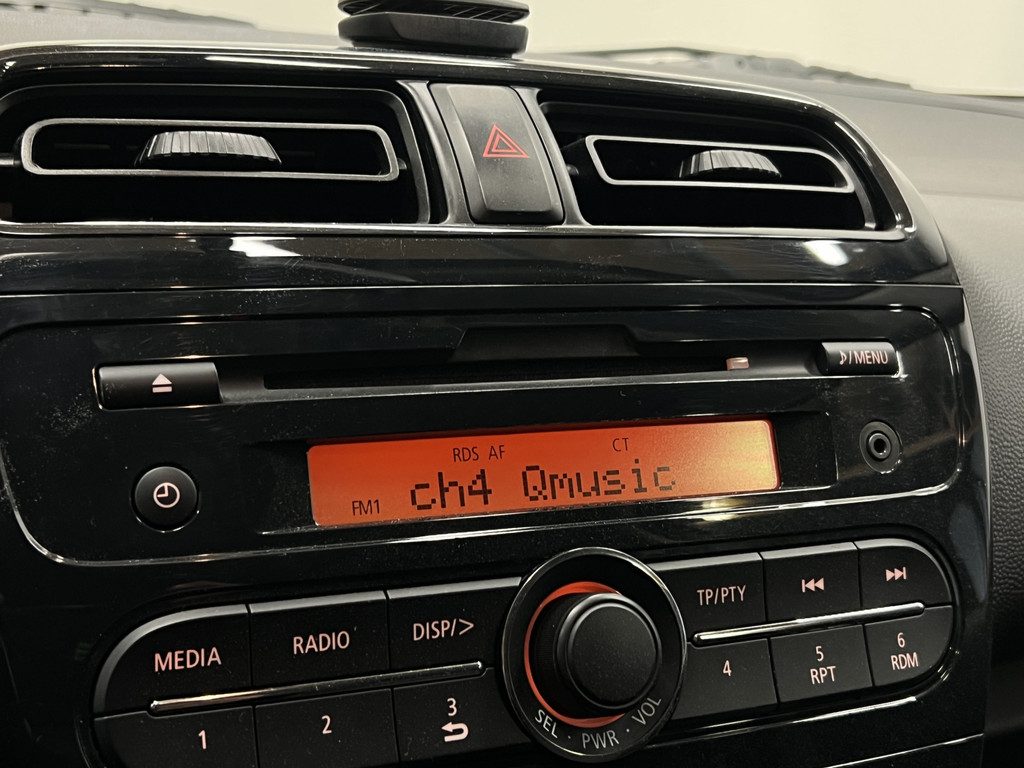 ♪/MENU
RDS AF CT
FM1 ch4 Qmusic
MEDIA RADIO DISP/> TP/PTY
1 2 3 4 5 6
RPT RDM
SEL · PWR · VOL